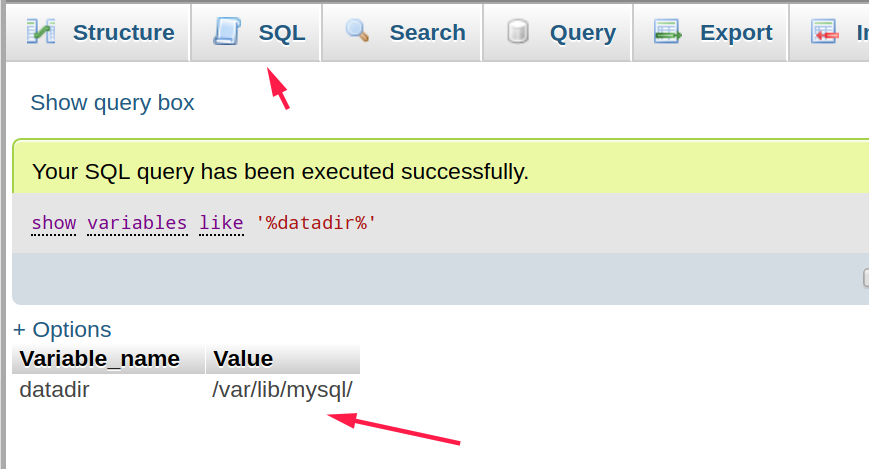 Structure SQL Search Query Export
Show query box
Your SQL query has been executed successfully.
show variables like '%datadir%'
+ Options
Variable_name Value
datadir /var/lib/mysql/